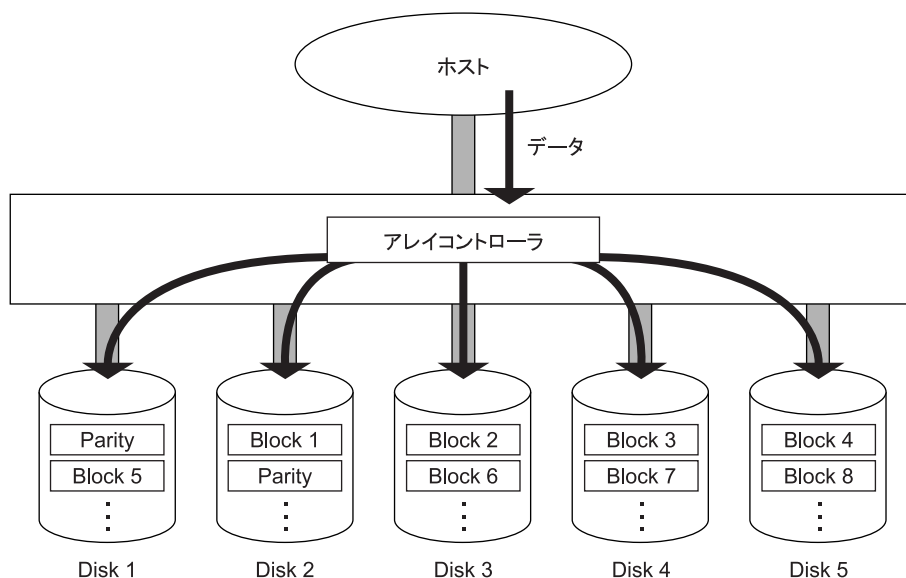 ホスト
データ
アレイコントローラ
Parity Block 1 Block 2 Block 3 Block 4
Block 5 Parity Block 6 Block 7 Block 8
Disk 1 Disk 2 Disk 3 Disk 4 Disk 5